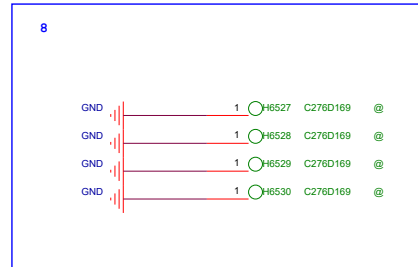 8
GND 1 H6527 C276D169 @
GND 1 H6528 C276D169 @
GND 1 H6529 C276D169 @
GND 1 H6530 C276D169 @